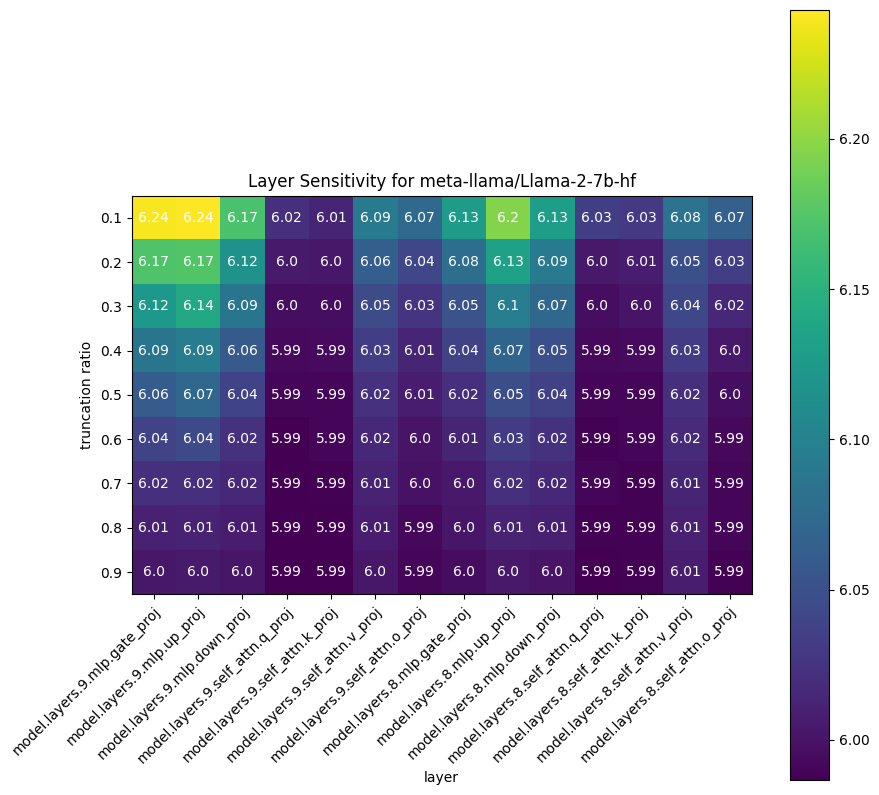 Layer Sensitivity for meta-llama/Llama-2-7b-hf
truncation ratio
0.1 6.24 6.24 6.17 6.02 6.01 6.09 6.07 6.13 6.2 6.13 6.03 6.03 6.08 6.07
0.2 6.17 6.17 6.12 6.0 6.0 6.06 6.04 6.08 6.13 6.09 6.0 6.01 6.05 6.03
0.3 6.12 6.14 6.09 6.0 6.0 6.05 6.03 6.05 6.1 6.07 6.0 6.0 6.04 6.02
0.4 6.09 6.09 6.06 5.99 5.99 6.03 6.01 6.04 6.07 6.05 5.99 5.99 6.03 6.0
0.5 6.06 6.07 6.04 5.99 5.99 6.02 6.01 6.02 6.05 6.04 5.99 5.99 6.02 6.0
0.6 6.04 6.04 6.02 5.99 5.99 6.02 6.0 6.01 6.03 6.02 5.99 5.99 6.02 5.99
0.7 6.02 6.02 6.02 5.99 5.99 6.01 6.0 6.0 6.02 6.02 5.99 5.99 6.01 5.99
0.8 6.01 6.01 6.01 5.99 5.99 6.01 5.99 6.0 6.01 6.01 5.99 5.99 6.01 5.99
0.9 6.0 6.0 6.0 5.99 5.99 6.0 5.99 6.0 6.0 6.0 5.99 5.99 6.01 5.99
model.layers.9.mlp.gate_proj
model.layers.9.mlp.up_proj
model.layers.9.mlp.down_proj
model.layers.9.self_attn.q_proj
model.layers.9.self_attn.k_proj
model.layers.9.self_attn.v_proj
model.layers.9.self_attn.o_proj
model.layers.8.mlp.gate_proj
model.layers.8.mlp.up_proj
model.layers.8.mlp.down_proj
model.layers.8.self_attn.q_proj
model.layers.8.self_attn.k_proj
model.layers.8.self_attn.v_proj
model.layers.8.self_attn.o_proj
layer
6.20
6.15
6.10
6.05
6.00